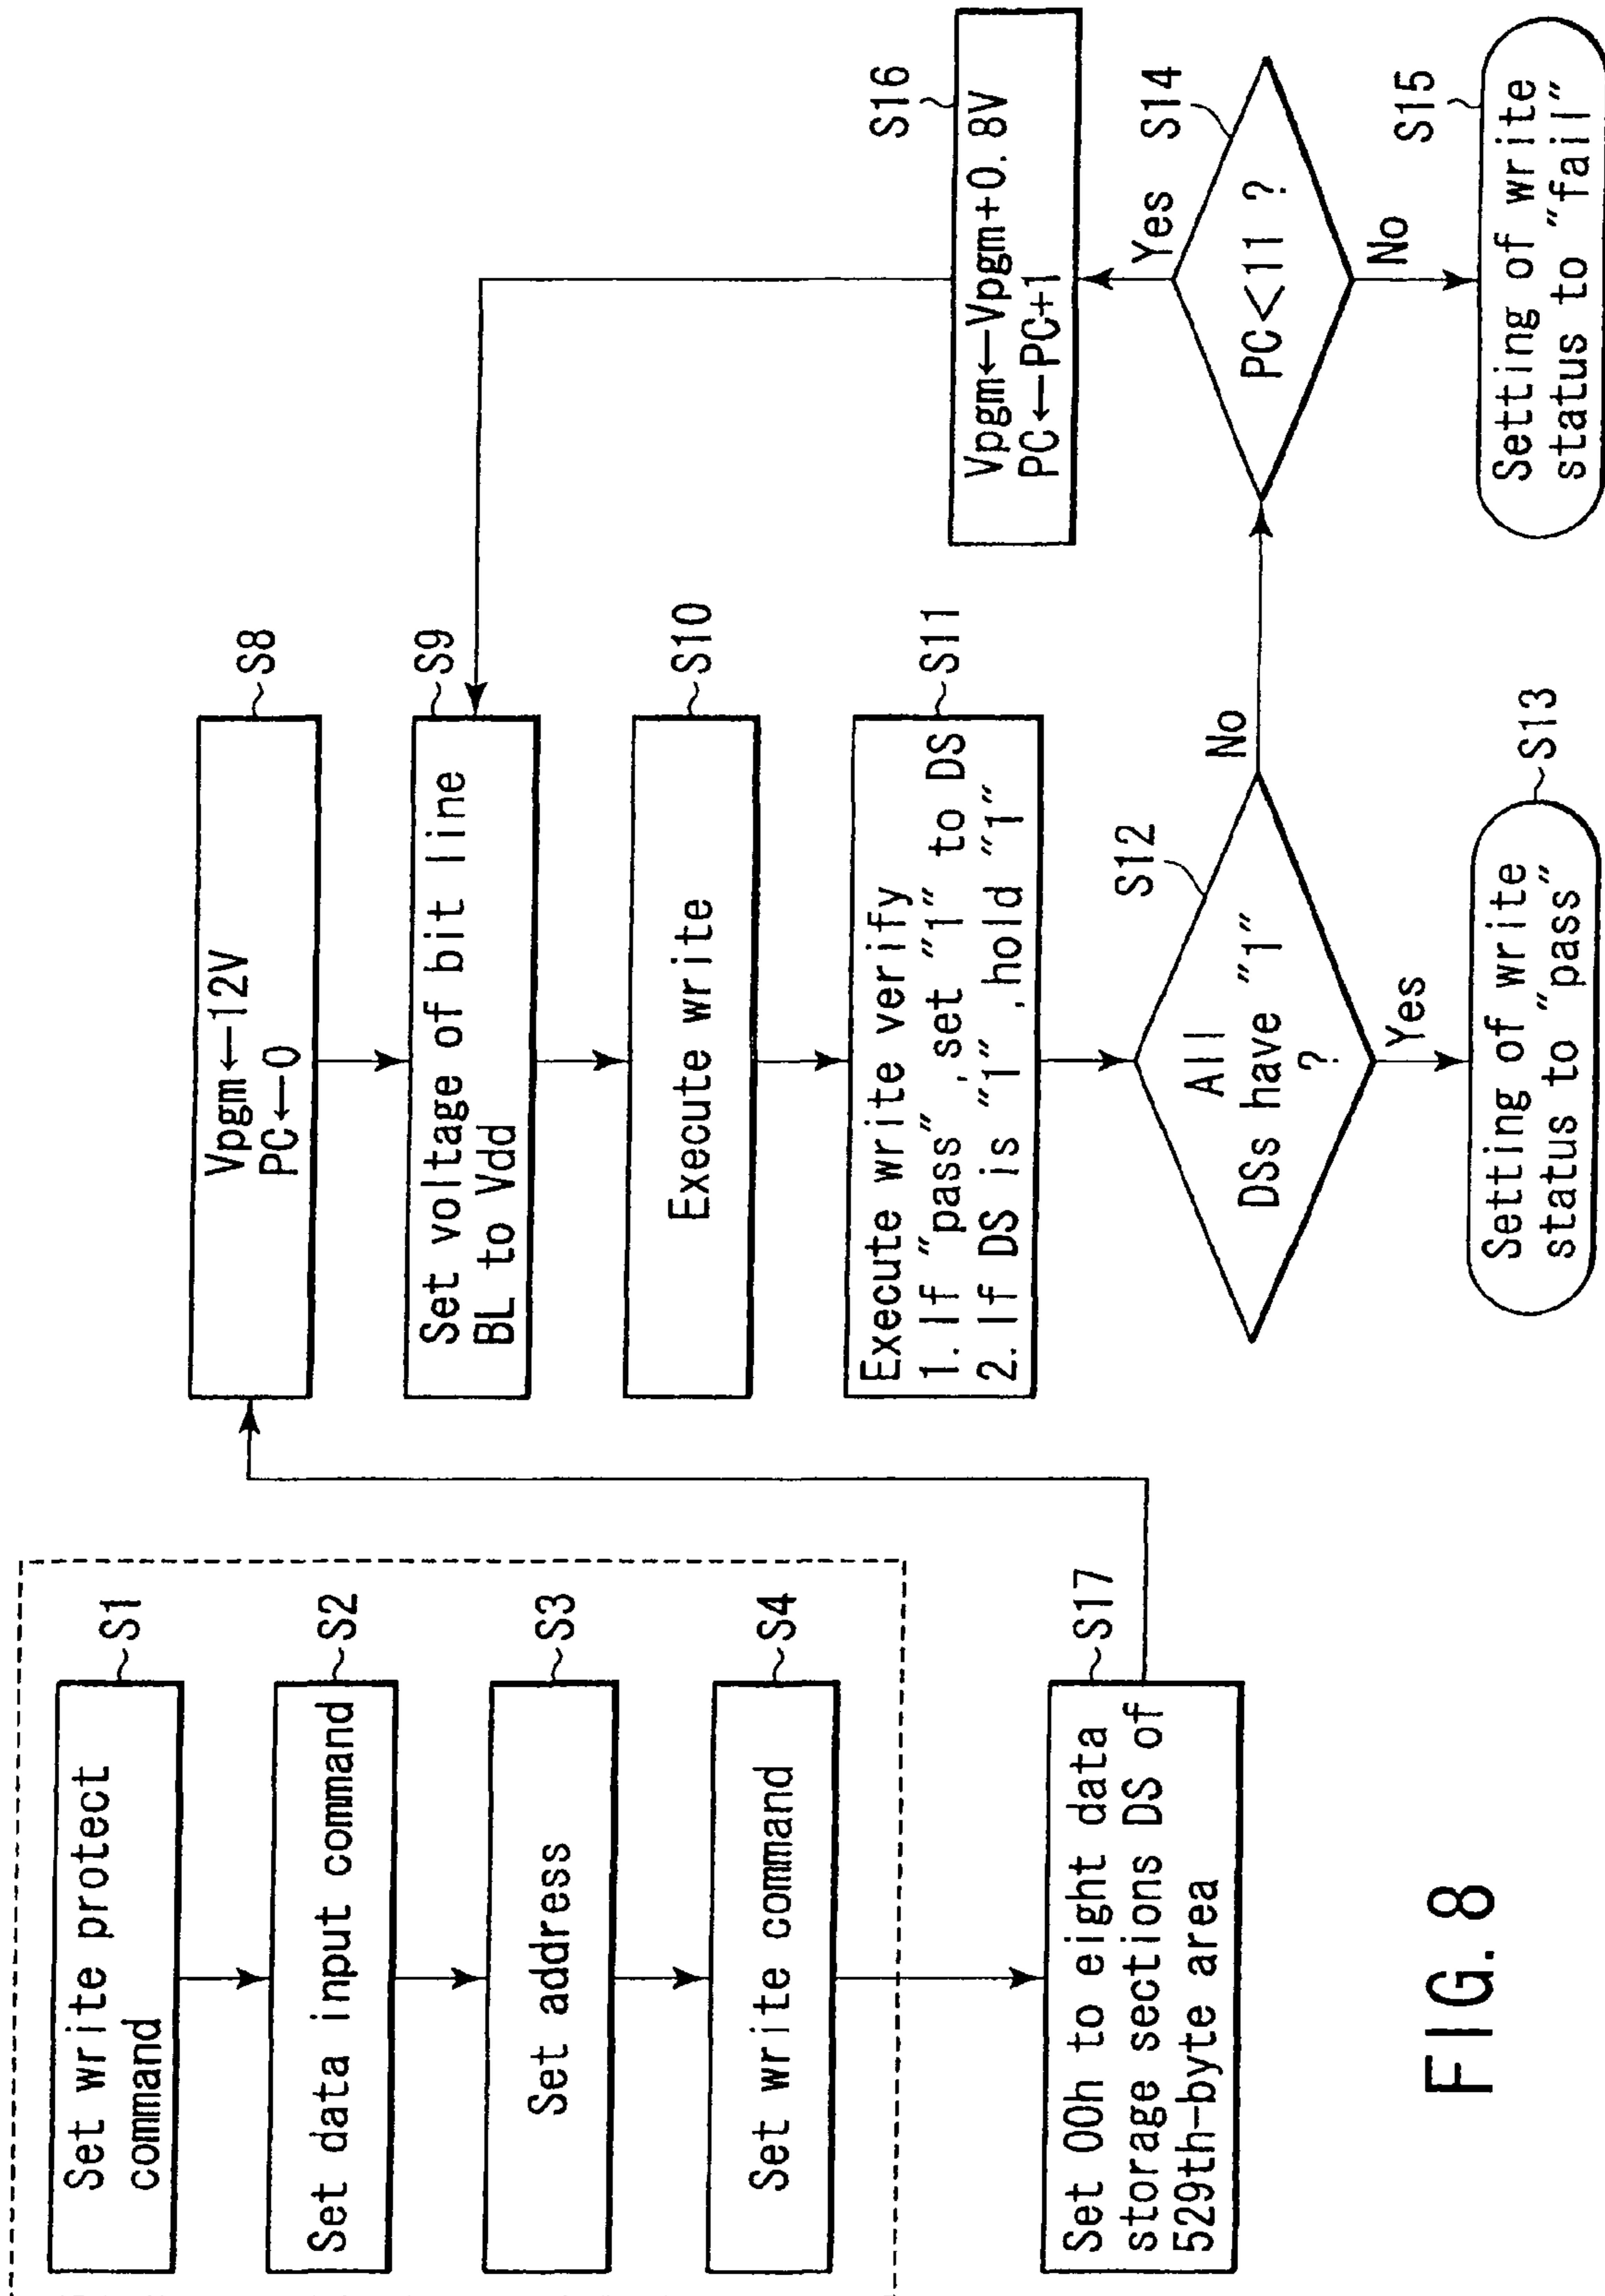 Set write protect
command
S1
Set data input command
S2
Set address
S3
Set write command
S4
Set 00h to eight data
storage sections DS of
529th-byte area
S17
Vpgm←12V
PC←0
S8
Set voltage of bit line
BL to Vdd
S9
Execute write
S10
Execute write verify
1. If "pass", set "1" to DS
2. If DS is "1", hold "1"
S11
All
DSs have "1"
?
S12
No
Yes
Setting of write
status to "pass"
S13
Vpgm←Vpgm+0.8V
PC←PC+1
S16
Yes
PC<11 ?
S14
No
Setting of write
status to "fail"
S15
FIG. 8